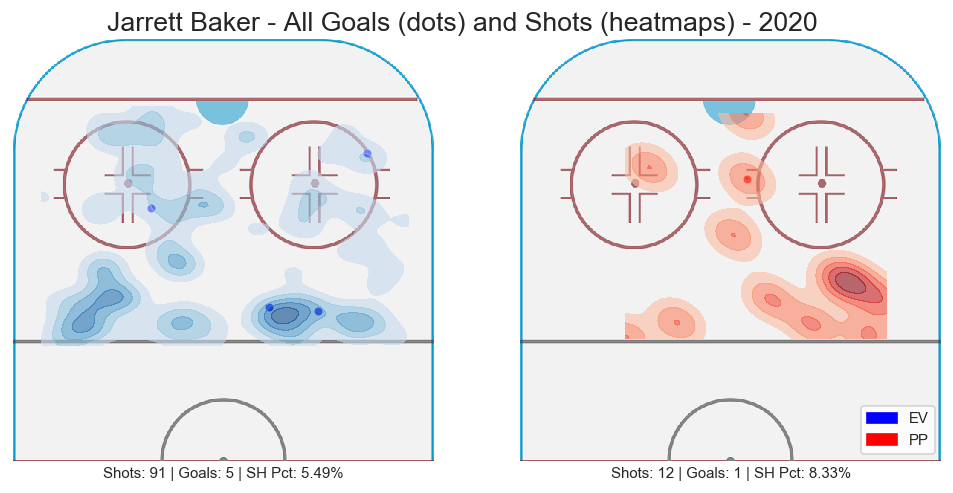 Jarrett Baker - All Goals (dots) and Shots (heatmaps) - 2020
EV
PP
Shots: 91 | Goals: 5 | SH Pct: 5.49%
Shots: 12 | Goals: 1 | SH Pct: 8.33%